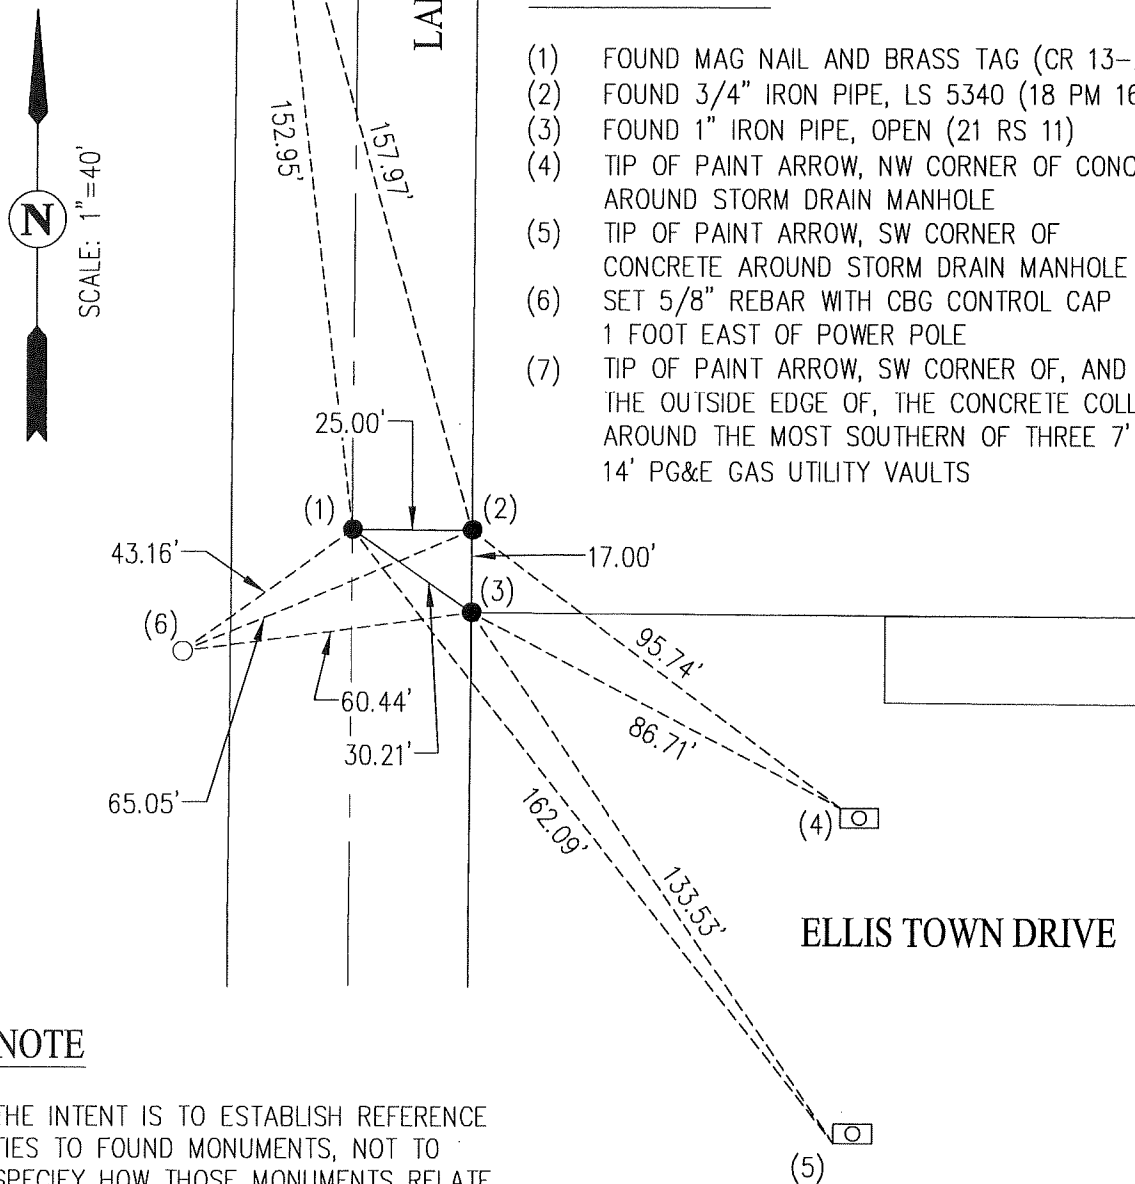 LA
(1) FOUND MAG NAIL AND BRASS TAG (CR 13-
(2) FOUND 3/4" IRON PIPE, LS 5340 (18 PM 16
(3) FOUND 1" IRON PIPE, OPEN (21 RS 11)
(4) TIP OF PAINT ARROW, NW CORNER OF CONC
AROUND STORM DRAIN MANHOLE
(5) TIP OF PAINT ARROW, SW CORNER OF
CONCRETE AROUND STORM DRAIN MANHOLE
(6) SET 5/8" REBAR WITH CBG CONTROL CAP
1 FOOT EAST OF POWER POLE
(7) TIP OF PAINT ARROW, SW CORNER OF, AND
THE OUTSIDE EDGE OF, THE CONCRETE COLL
AROUND THE MOST SOUTHERN OF THREE 7'
14' PG&E GAS UTILITY VAULTS
N
SCALE: 1"=40'
152.95'
157.97'
25.00'
(1)
(2)
43.16'
17.00'
(3)
(6)
95.74'
60.44'
86.71'
30.21'
65.05'
162.09'
(4)
133.53'
ELLIS TOWN DRIVE
(5)
NOTE
THE INTENT IS TO ESTABLISH REFERENCE
TIES TO FOUND MONUMENTS, NOT TO
SPECIFY HOW THOSE MONUMENTS RELATE